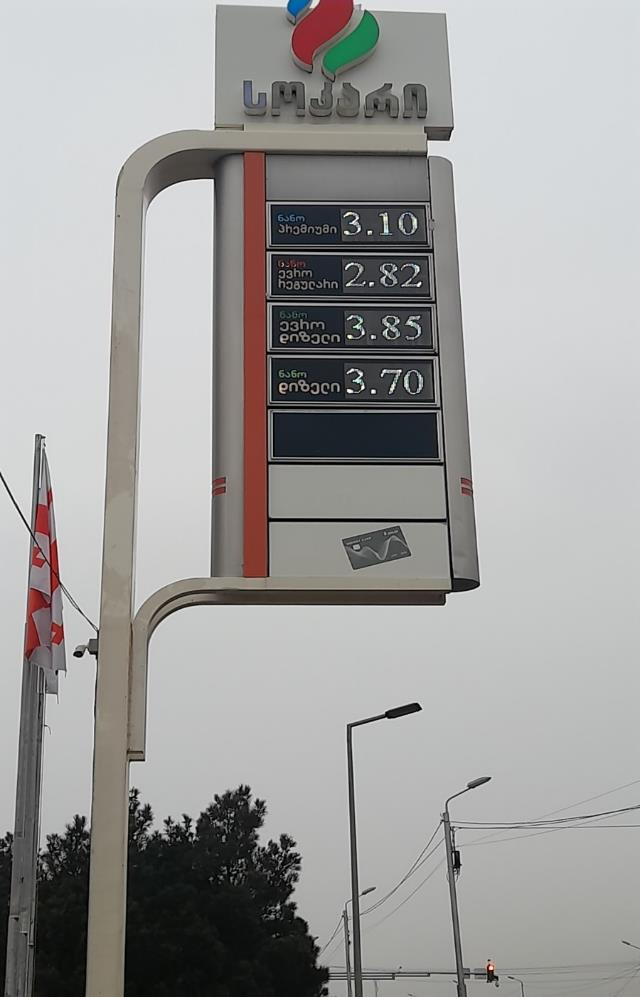 სოკარი
ნანო
პრემიუმი 3.10
ნანო
ევრო
რეგულარი 2.82
ნანო
ევრო
დიზელი 3.85
ნანო
დიზელი 3.70